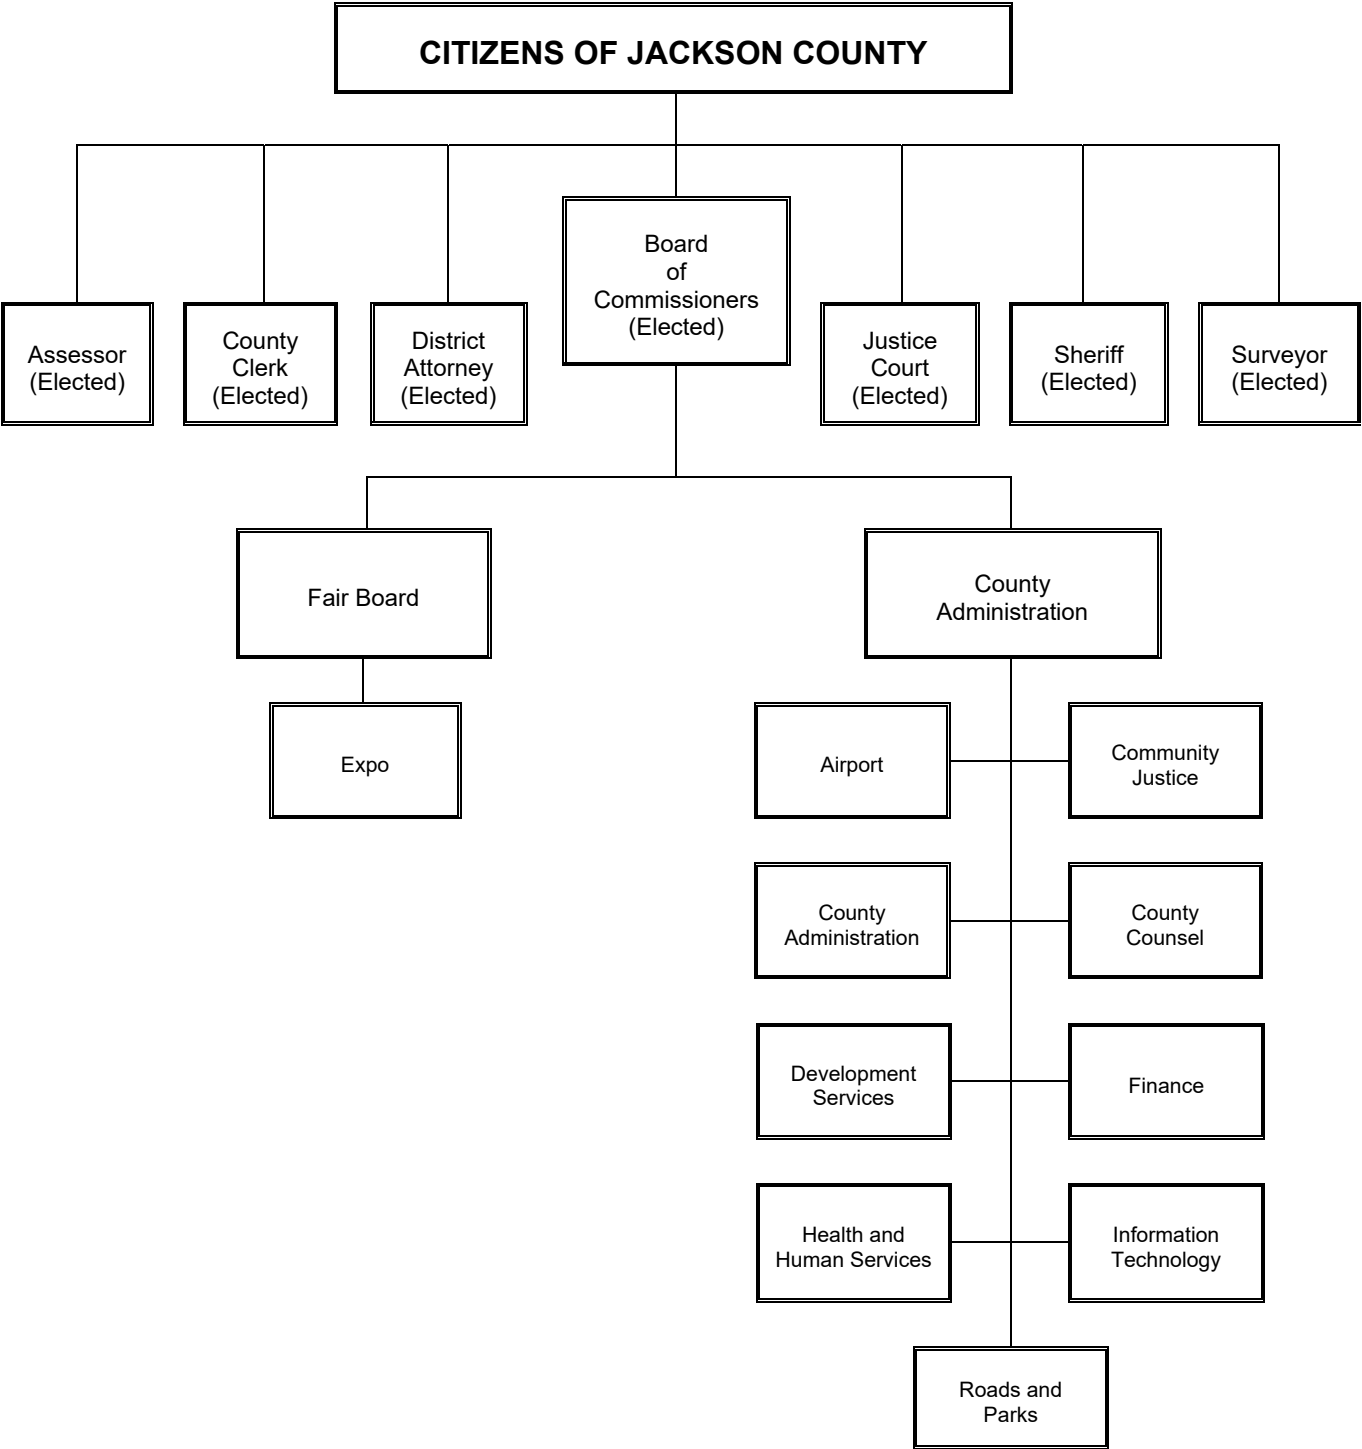 CITIZENS OF JACKSON COUNTY
Board
of
Commissioners
(Elected)
Assessor
(Elected)
County
Clerk
(Elected)
District
Attorney
(Elected)
Justice
Court
(Elected)
Sheriff
(Elected)
Surveyor
(Elected)
Fair Board
County
Administration
Expo
Airport
Community
Justice
County
Administration
County
Counsel
Development
Services
Finance
Health and
Human Services
Information
Technology
Roads and
Parks